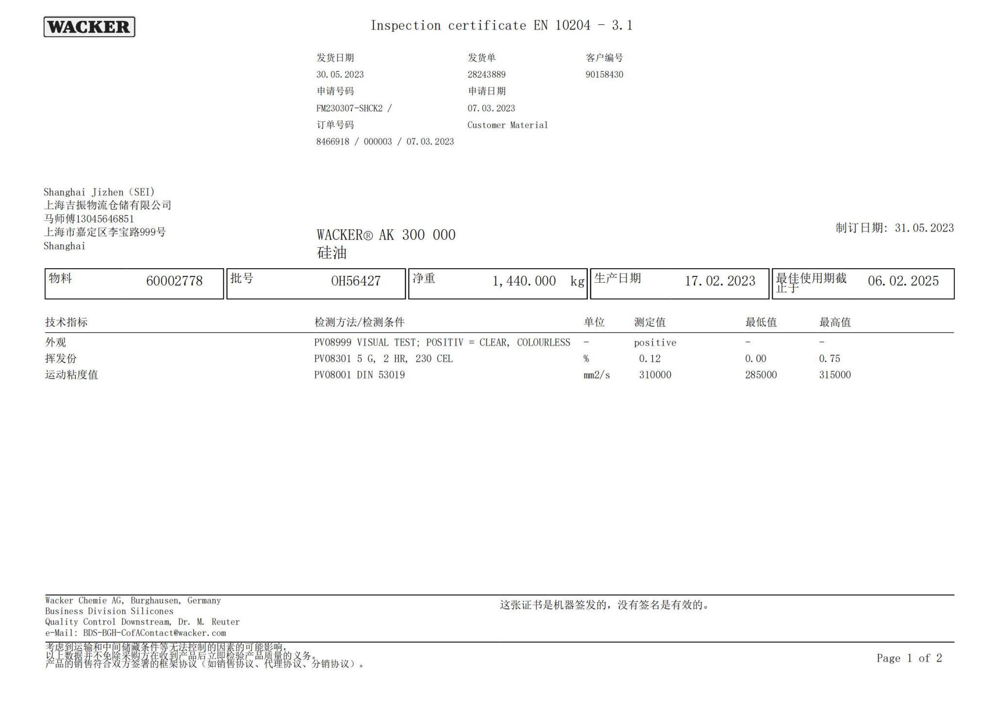 WACKER
Inspection certificate EN 10204 - 3.1
发货日期 发货单 客户编号
30.05.2023 28243889 90158430
申请号码 申请日期
FM230307-SHCK2 / 07.03.2023
订单号码 Customer Material
8466918 / 000003 / 07.03.2023
Shanghai Jizhen（SEI)
上海吉振物流仓储有限公司
马师傅13045646851
上海市嘉定区李宝路999号
Shanghai
WACKER® AK 300 000
硅油
制订日期: 31.05.2023
物料 60002778 批号 OH56427 净重 1,440.000 kg 生产日期 17.02.2023 最佳使用期截 06.02.2025
止于
技术指标 检测方法/检测条件 单位 测定值 最低值 最高值
外观 PV08999 VISUAL TEST; POSITIV = CLEAR, COLOURLESS - positive - -
挥发份 PV08301 5 G, 2 HR, 230 CEL % 0.12 0.00 0.75
运动粘度值 PV08001 DIN 53019 mm2/s 310000 285000 315000
Wacker Chemie AG, Burghausen, Germany
Business Division Silicones
Quality Control Downstream, Dr. M. Reuter
e-Mail: BDS-BGH-CofAContact@wacker.com
这张证书是机器签发的，没有签名是有效的。
考虑到运输和中间储藏条件等无法控制的因素的可能影响，
以上数据并不免除采购方在收到产品后立即检验产品质量的义务。
产品的销售符合双方签署的框架协议（如销售协议、代理协议、分销协议）。
Page 1 of 2